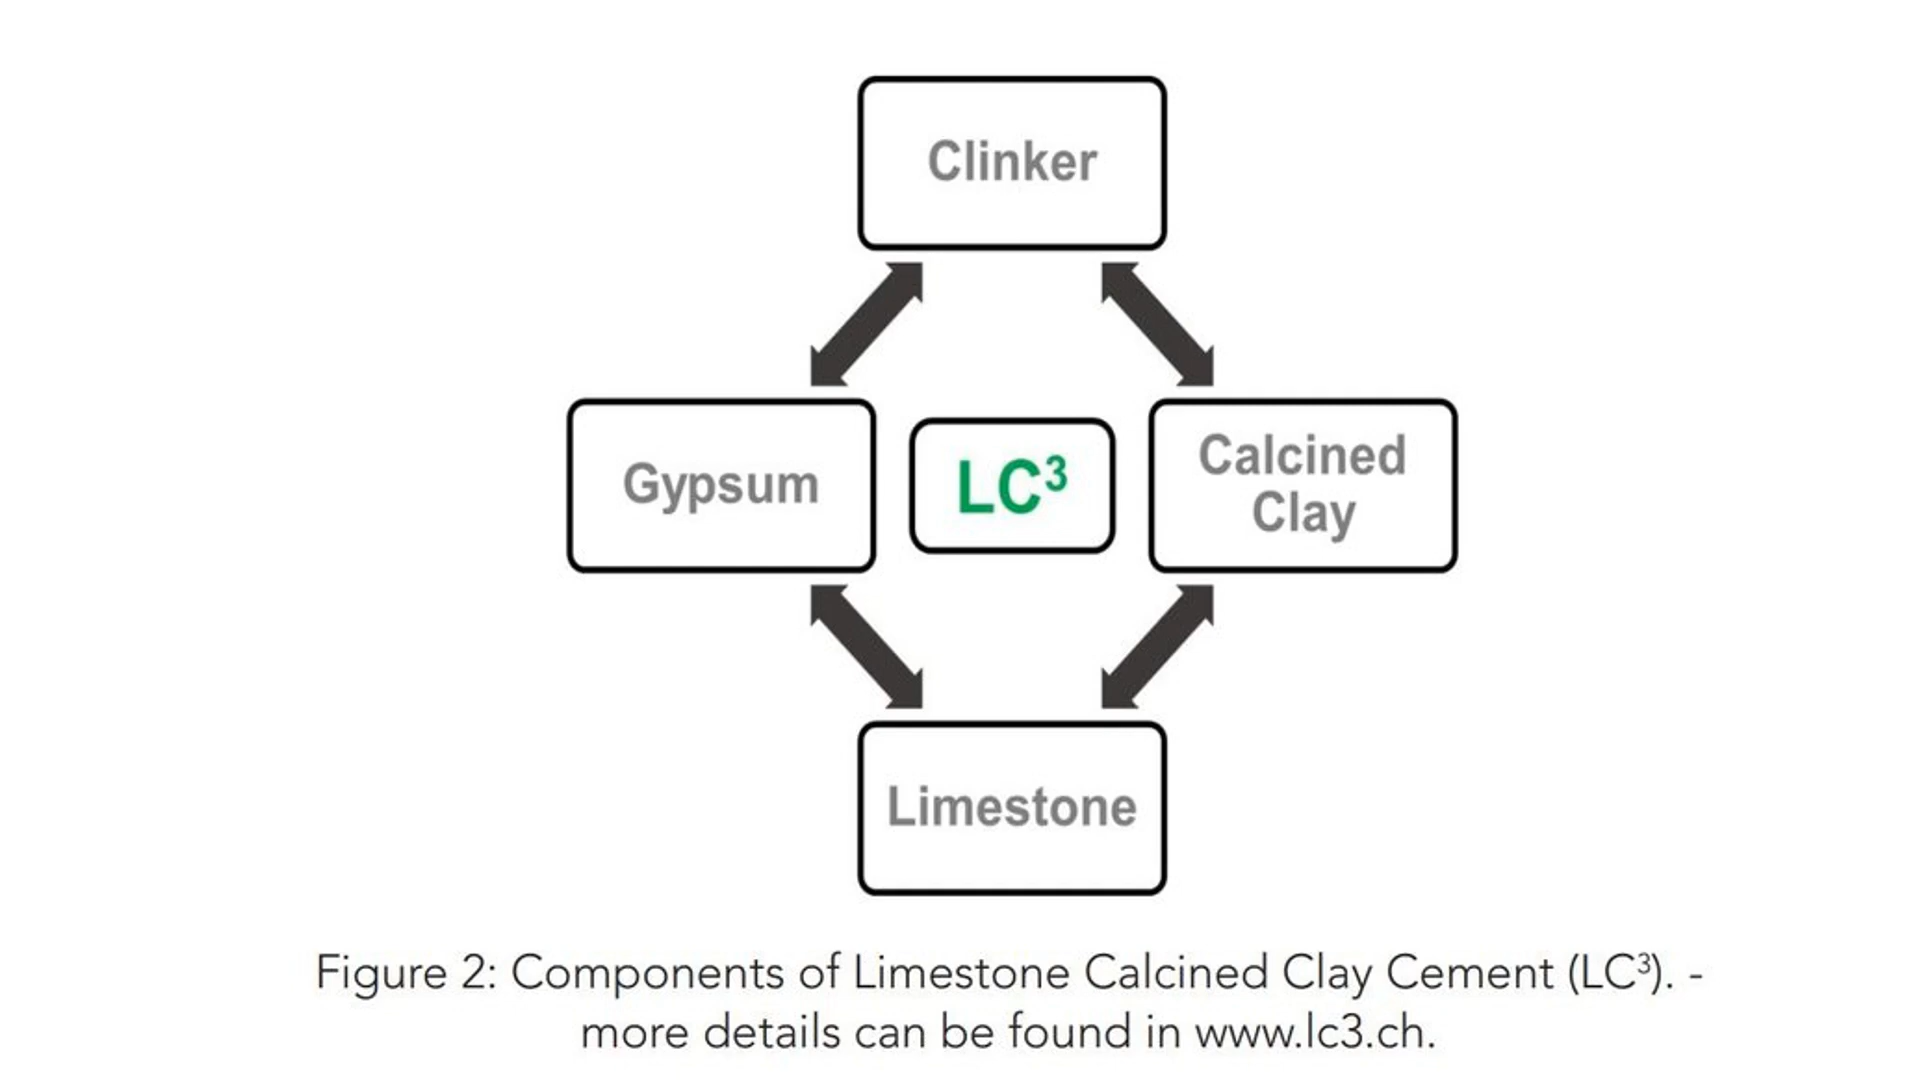 Clinker
Gypsum
LC³
Calcined
Clay
Limestone
Figure 2: Components of Limestone Calcined Clay Cement (LC³). -
more details can be found in www.lc3.ch.